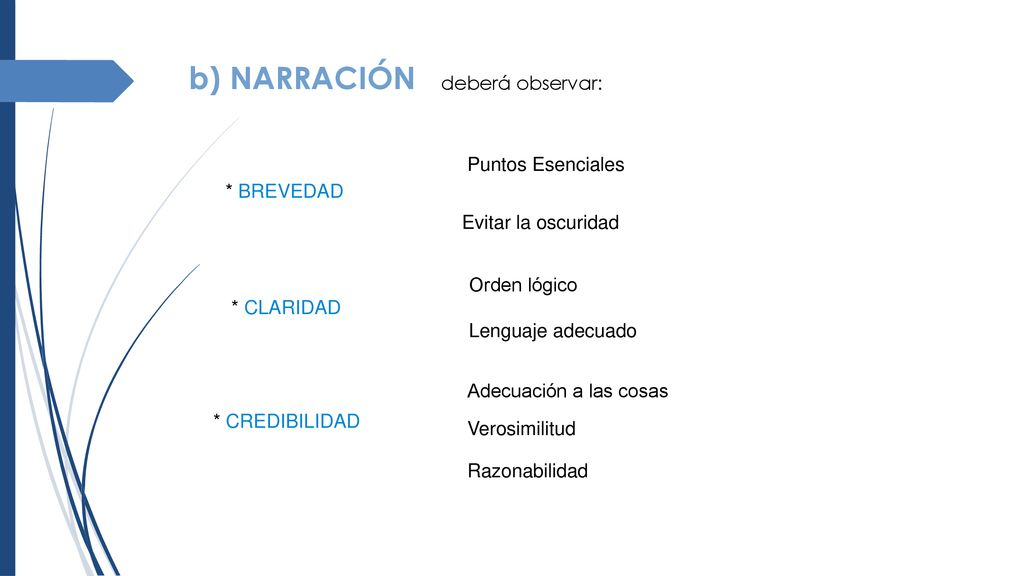 b) NARRACIÓN deberá observar:
Puntos Esenciales
* BREVEDAD
Evitar la oscuridad
Orden lógico
* CLARIDAD
Lenguaje adecuado
Adecuación a las cosas
* CREDIBILIDAD
Verosimilitud
Razonabilidad